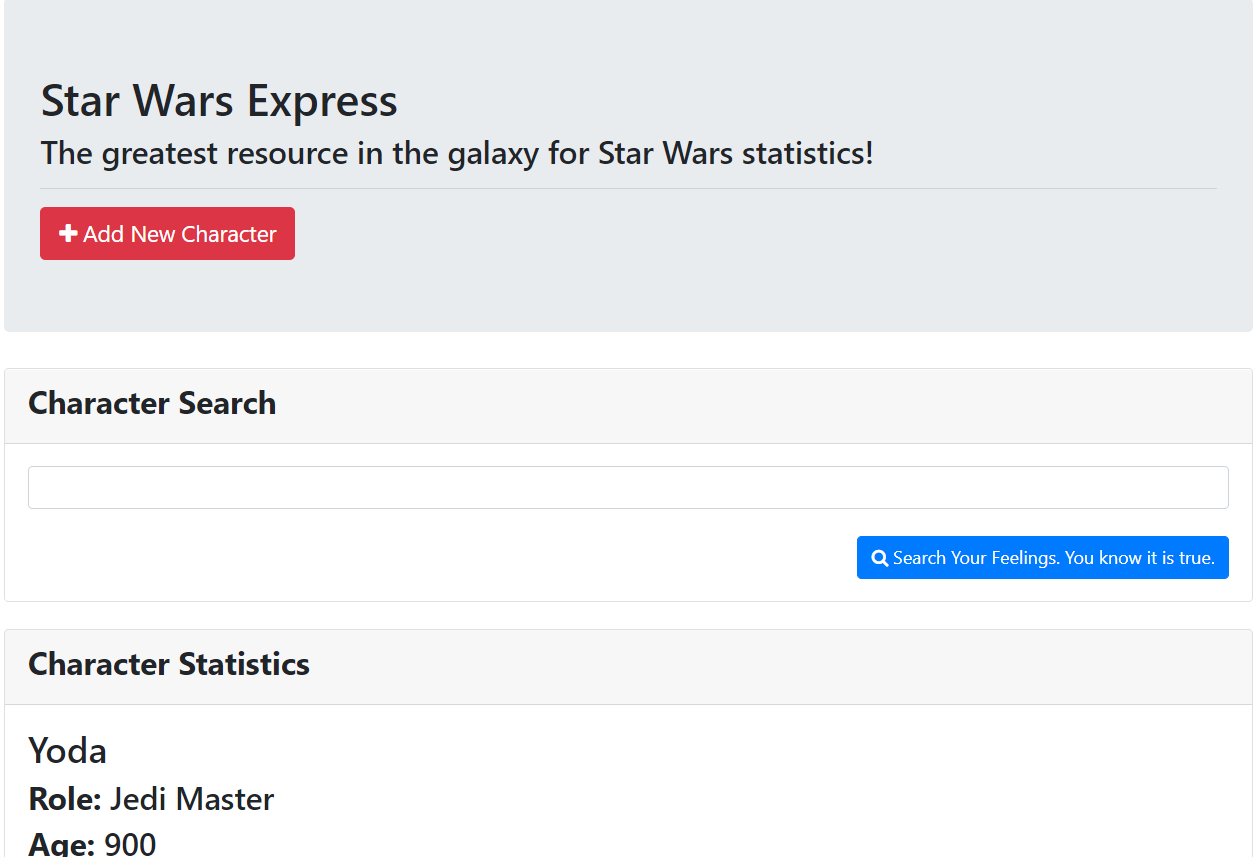 Star Wars Express
The greatest resource in the galaxy for Star Wars statistics!
Add New Character
Character Search
Search Your Feelings. You know it is true.
Character Statistics
Yoda
Role: Jedi Master
Age: 900